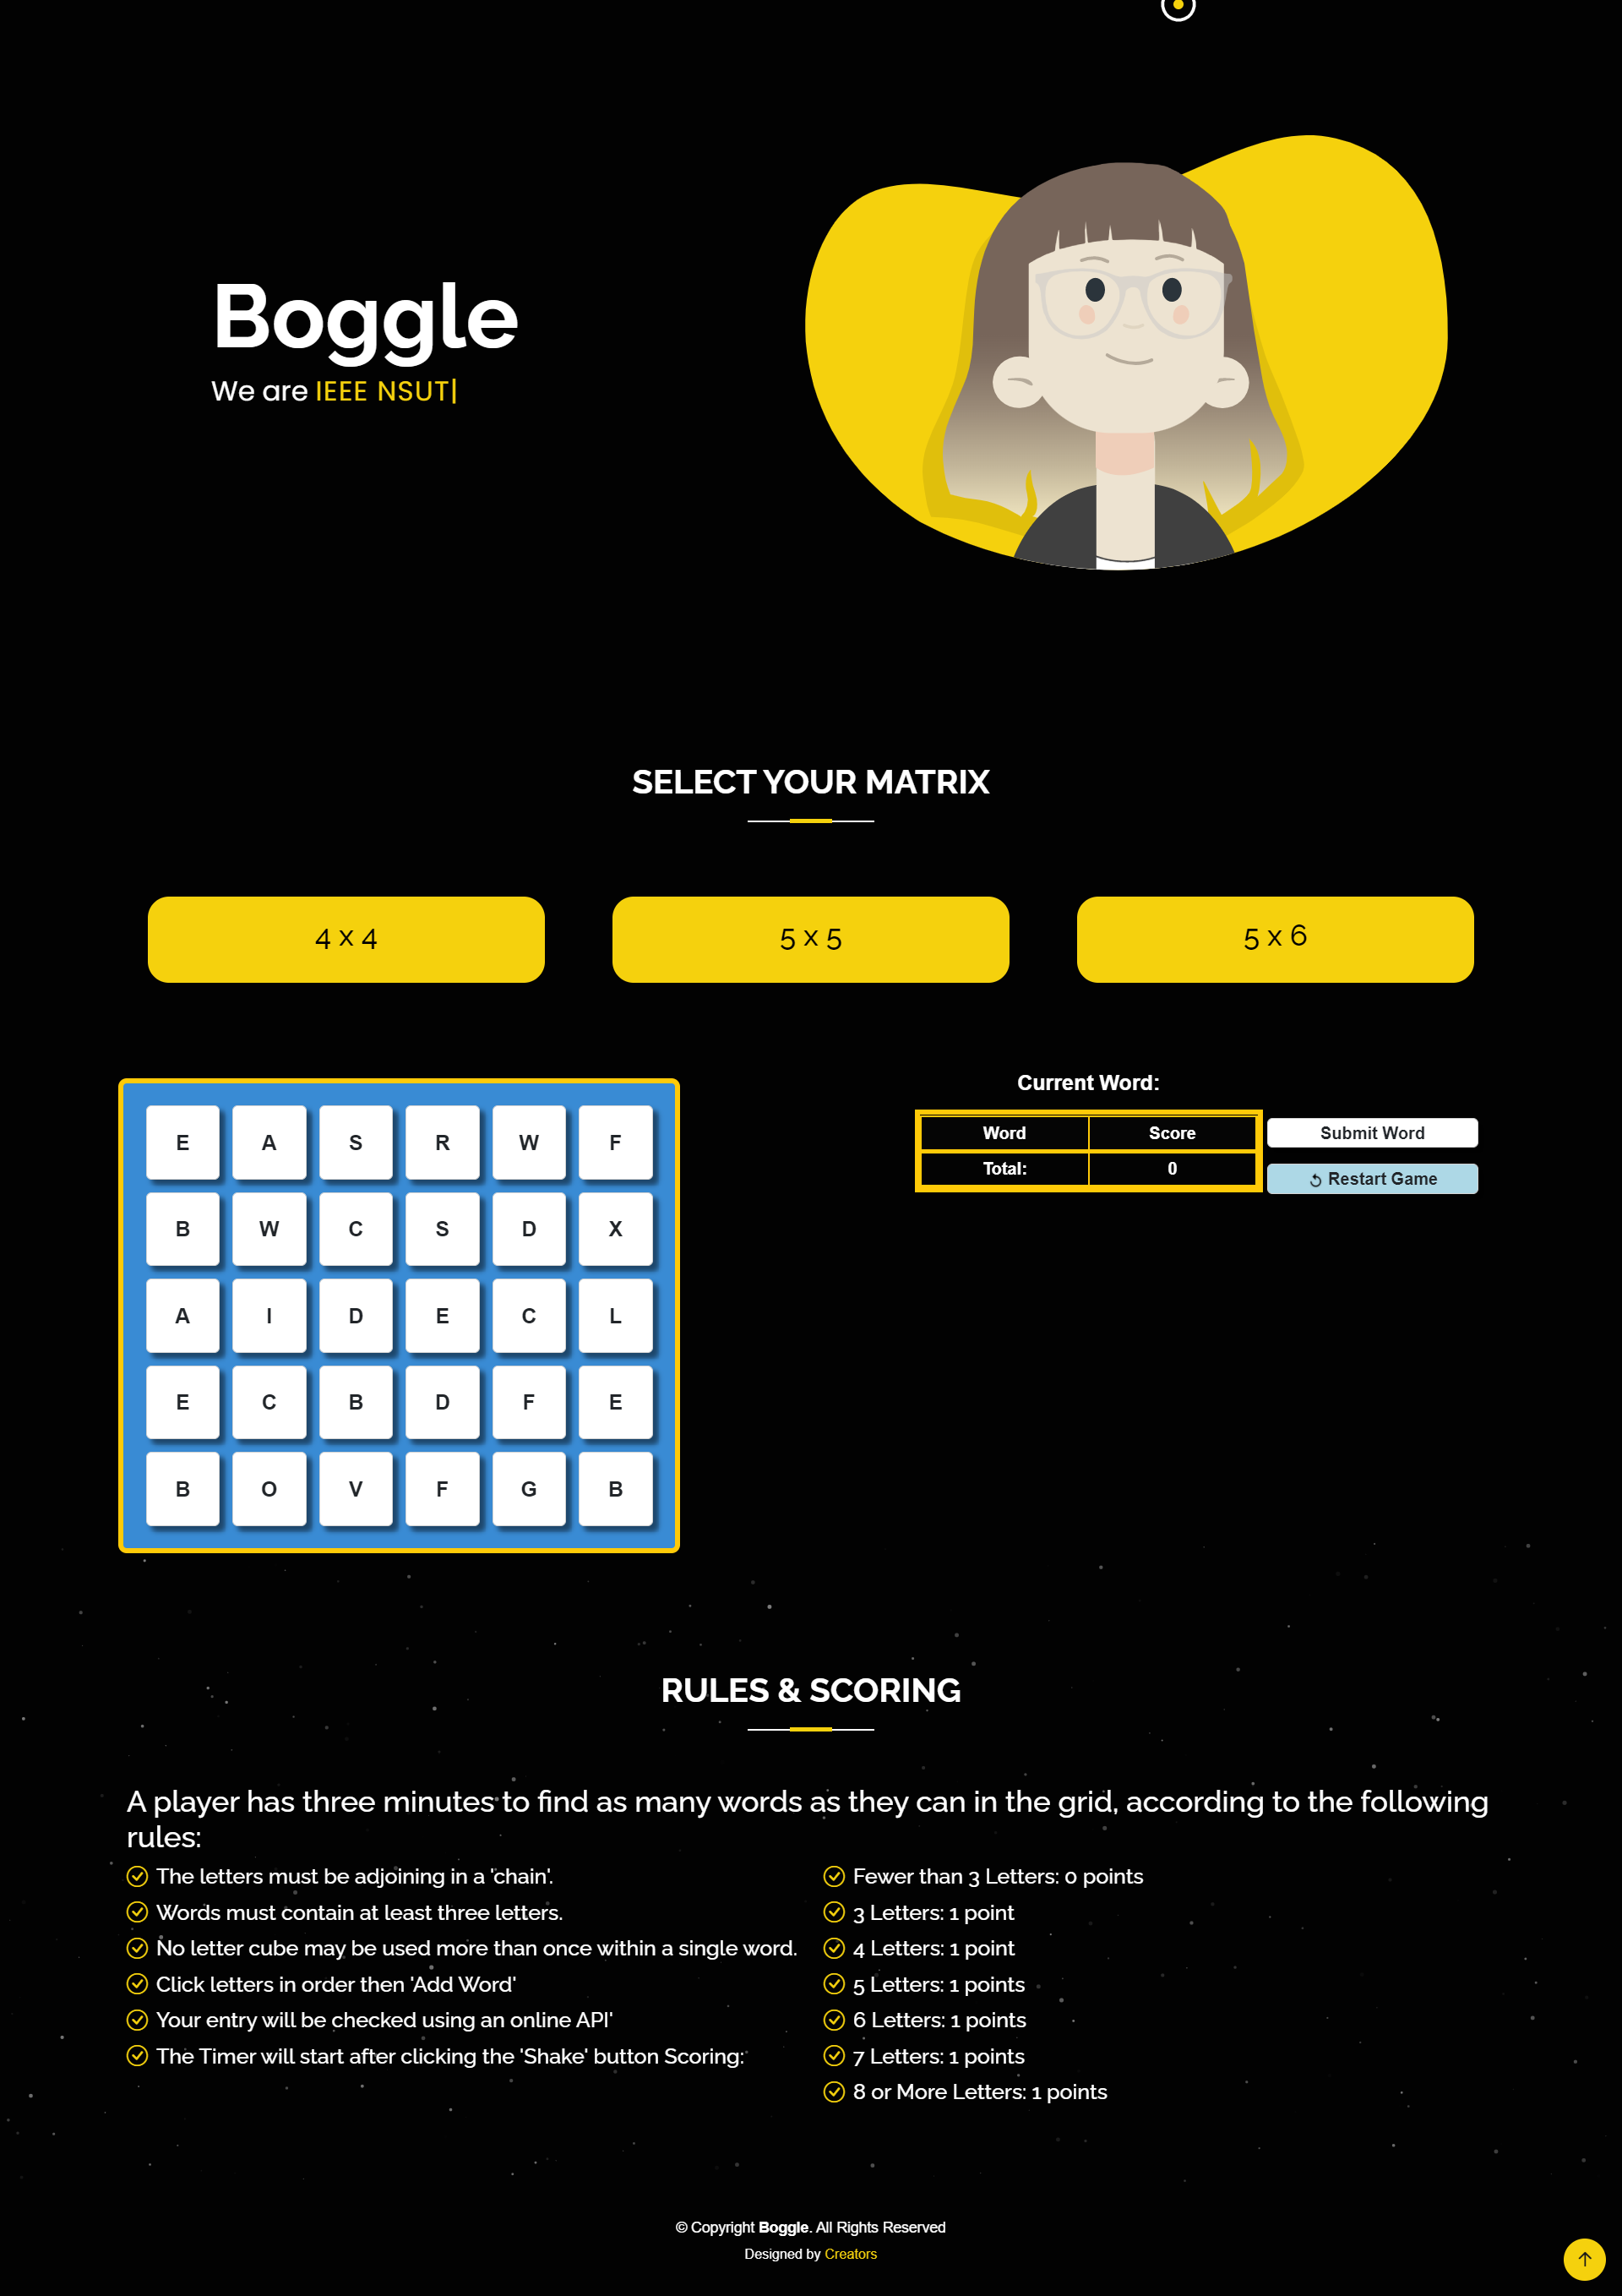 Boggle
We are IEEE NSUT|
SELECT YOUR MATRIX
4 x 4
5 x 5
5 x 6
E A S R W F
B W C S D X
A I D E C L
E C B D F E
B O V F G B
Current Word:
Word Score
Total: 0
Submit Word
Restart Game
RULES & SCORING
A player has three minutes to find as many words as they can in the grid, according to the following
rules:
The letters must be adjoining in a 'chain'.
Words must contain at least three letters.
No letter cube may be used more than once within a single word.
Click letters in order then 'Add Word'
Your entry will be checked using an online API'
The Timer will start after clicking the 'Shake' button Scoring:
Fewer than 3 Letters: 0 points
3 Letters: 1 point
4 Letters: 1 point
5 Letters: 1 points
6 Letters: 1 points
7 Letters: 1 points
8 or More Letters: 1 points
© Copyright Boggle. All Rights Reserved
Designed by Creators